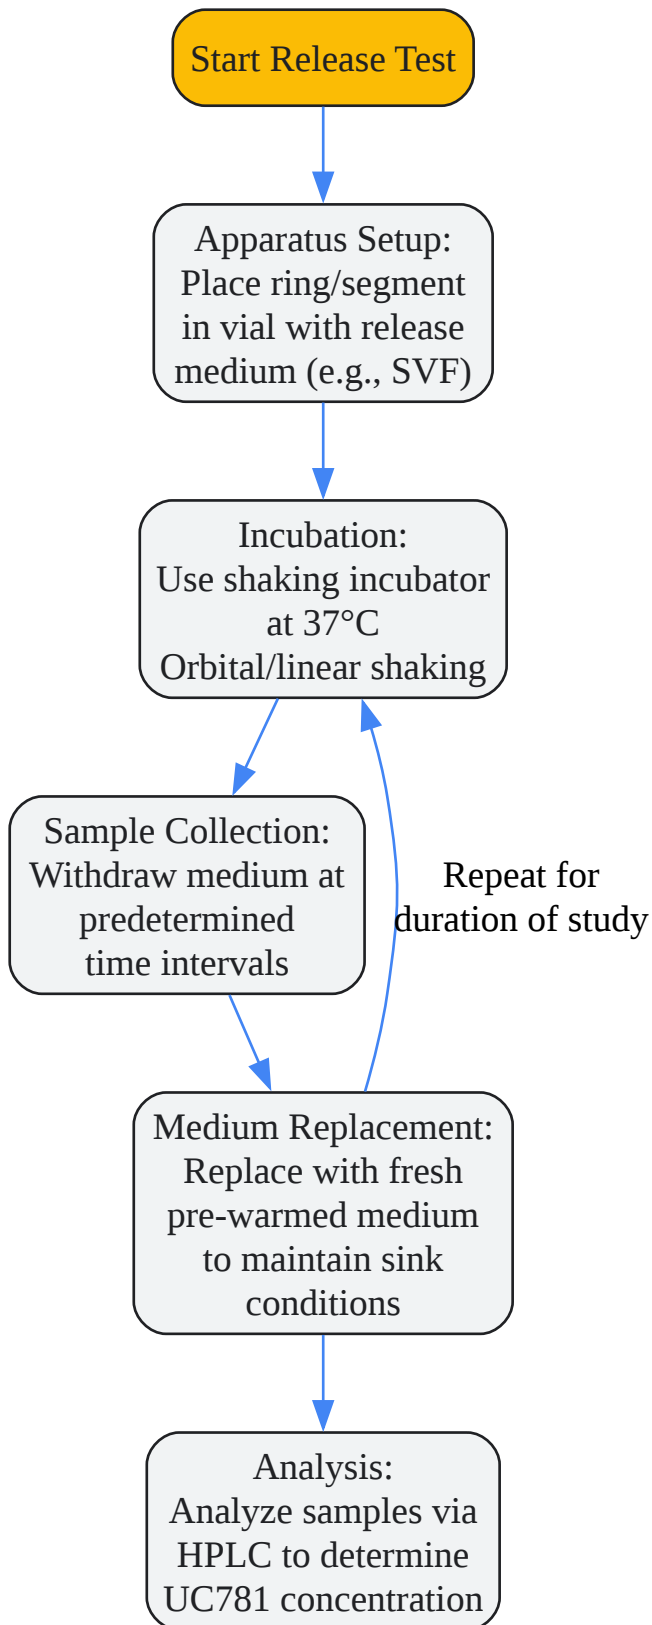 Start Release Test
Apparatus Setup:
Place ring/segment
in vial with release
medium (e.g., SVF)
Incubation:
Use shaking incubator
at 37°C
Orbital/linear shaking
Sample Collection:
Withdraw medium at
predetermined
time intervals
Repeat for
duration of study
Medium Replacement:
Replace with fresh
pre-warmed medium
to maintain sink
conditions
Analysis:
Analyze samples via
HPLC to determine
UC781 concentration